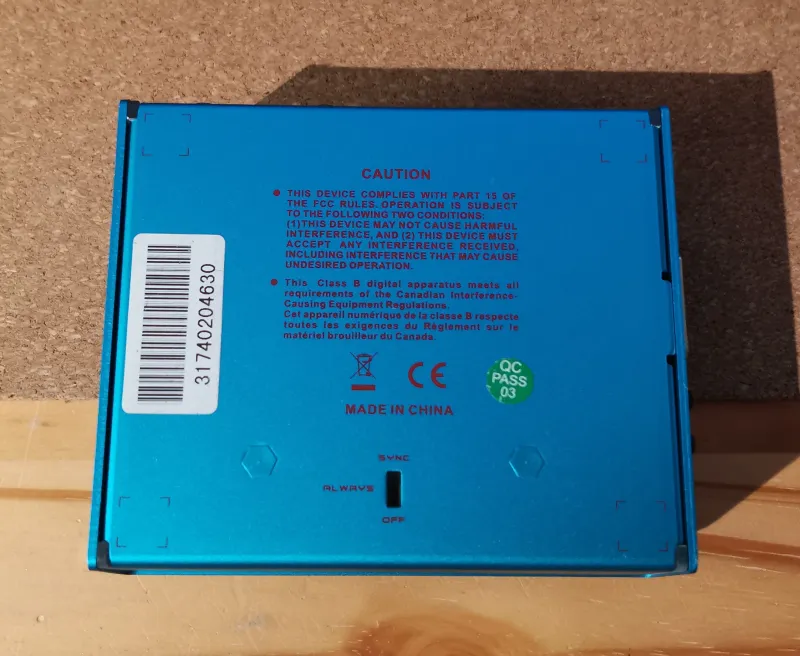 CAUTION
THIS DEVICE COMPLIES WITH PART 15 OF
THE FCC RULES. OPERATION IS SUBJECT
TO THE FOLLOWING TWO CONDITIONS:
(1)THIS DEVICE MAY NOT CAUSE HARMFUL
INTERFERENCE, AND (2) THIS DEVICE MUST
ACCEPT ANY INTERFERENCE RECEIVED,
INCLUDING INTERFERENCE THAT MAY CAUSE
UNDESIRED OPERATION.
This Class B digital apparatus meets all
requirements of the Canadian Interference-
Causing Equipment Regulations.
Cet appareil numérique de la classe B respecte
toutes les exigences du Règlement sur le
matériel brouilleur du Canada.
CE
QC
PASS
03
MADE IN CHINA
31740204630
SYNC
ALWAYS
OFF